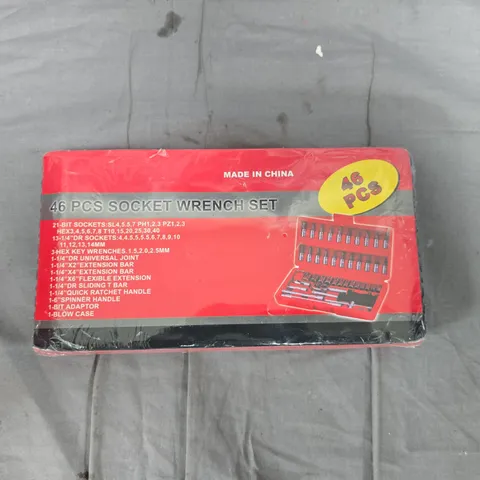 MADE IN CHINA
46 PCS SOCKET WRENCH SET
46 PCS
21-BIT SOCKETS:SL4,5.5,7 PH1,2,3 PZ1,2,3
HEX3,4,5,6,7,8 T10,15,20,25,30,40
13-1/4"DR SOCKETS:4,4.5,5,5.5,6,7,8,9,10
11,12,13,14MM
3-HEX KEY WRENCHES 1.5,2.0,2.5MM
1-1/4"DR UNIVERSAL JOINT
1-1/4"X2"EXTENSION BAR
1-1/4"X4"EXTENSION BAR
1-1/4"X6"FLEXIBLE EXTENSION
1-1/4"DR SLIDING T BAR
1-1/4"QUICK RATCHET HANDLE
1-6"SPINNER HANDLE
1-BIT ADAPTOR
1-BLOW CASE